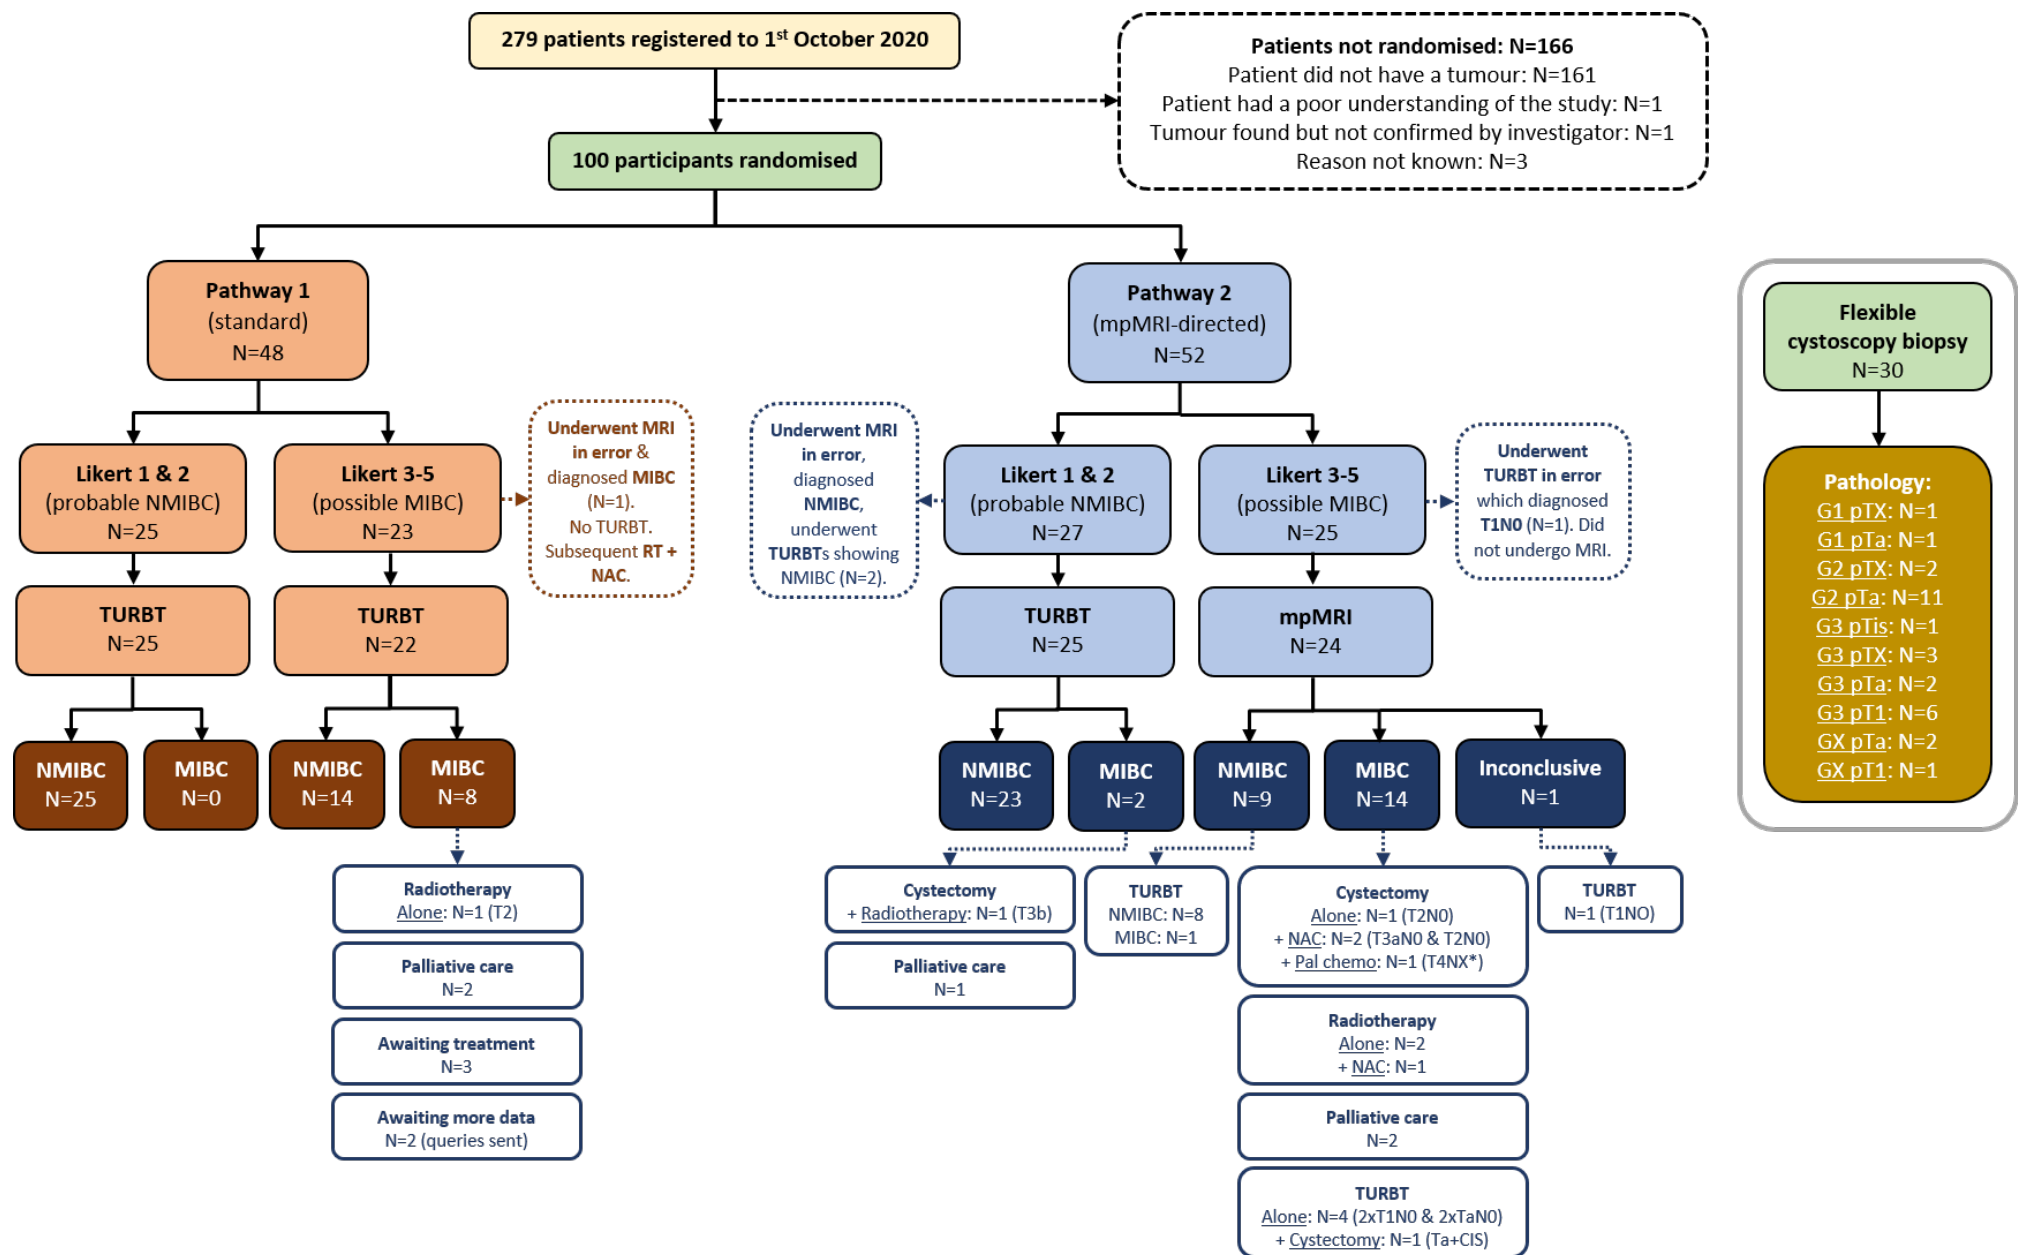 279 patients registered to 1st October 2020
Patients not randomised: N=166
Patient did not have a tumour: N=161
Patient had a poor understanding of the study: N=1
Tumour found but not confirmed by investigator: N=1
Reason not known: N=3
100 participants randomised
Pathway 1
(standard)
N=48
Pathway 2
(mpMRI-directed)
N=52
Likert 1 & 2
(probable NMIBC)
N=25
Likert 3-5
(possible MIBC)
N=23
Underwent MRI
in error &
diagnosed MIBC
(N=1).
No TURBT.
Subsequent RT +
NAC.
Underwent MRI
in error,
diagnosed
NMIBC,
underwent
TURBTs showing
NMIBC (N=2).
Likert 1 & 2
(probable NMIBC)
N=27
Likert 3-5
(possible MIBC)
N=25
Underwent
TURBT in error
which diagnosed
T1N0 (N=1). Did
not undergo MRI.
TURBT
N=25
TURBT
N=22
TURBT
N=25
mpMRI
N=24
NMIBC
N=25
MIBC
N=0
NMIBC
N=14
MIBC
N=8
NMIBC
N=23
MIBC
N=2
NMIBC
N=9
MIBC
N=14
Inconclusive
N=1
Radiotherapy
Alone: N=1 (T2)
Palliative care
N=2
Awaiting treatment
N=3
Awaiting more data
N=2 (queries sent)
Cystectomy
+ Radiotherapy: N=1 (T3b)
Palliative care
N=1
TURBT
NMIBC: N=8
MIBC: N=1
Cystectomy
Alone: N=1 (T2N0)
+ NAC: N=2 (T3aN0 & T2N0)
+ Pal chemo: N=1 (T4NX*)
Radiotherapy
Alone: N=2
+ NAC: N=1
Palliative care
N=2
TURBT
Alone: N=4 (2xT1N0 & 2xTaN0)
+ Cystectomy: N=1 (Ta+CIS)
TURBT
N=1 (T1NO)
Flexible
cystoscopy biopsy
N=30
Pathology:
G1 pTX: N=1
G1 pTa: N=1
G2 pTX: N=2
G2 pTa: N=11
G3 pTis: N=1
G3 pTX: N=3
G3 pTa: N=2
G3 pT1: N=6
GX pTa: N=2
GX pT1: N=1